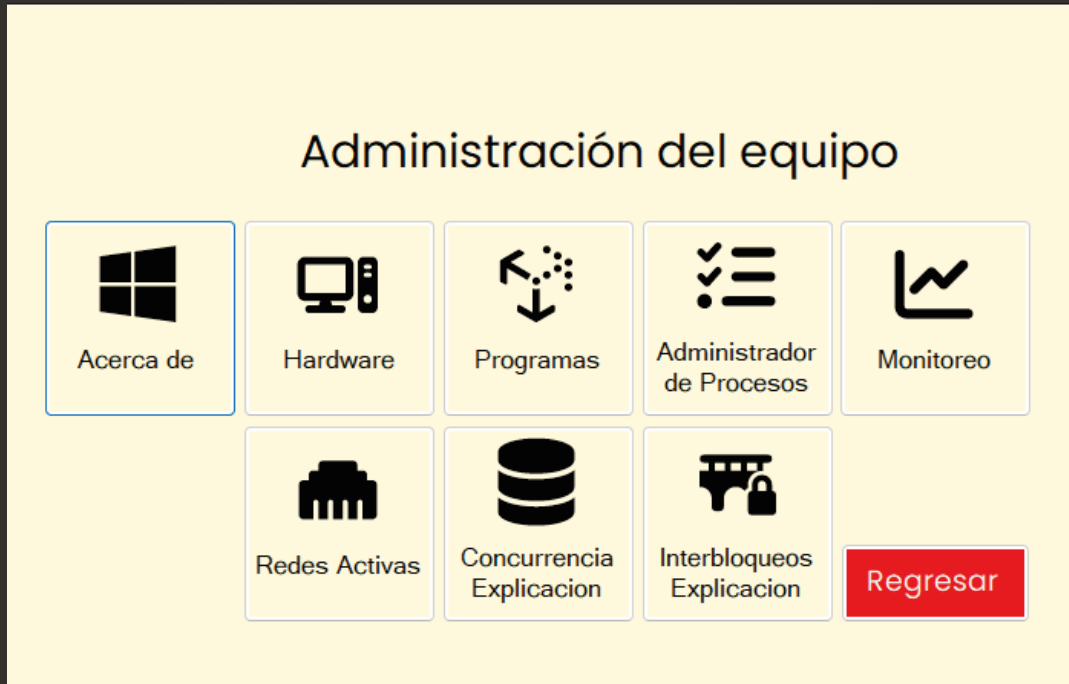 Administración del equipo
Acerca de
Hardware
Programas
Administrador
de Procesos
Monitoreo
Redes Activas
Concurrencia
Explicacion
Interbloqueos
Explicacion
Regresar